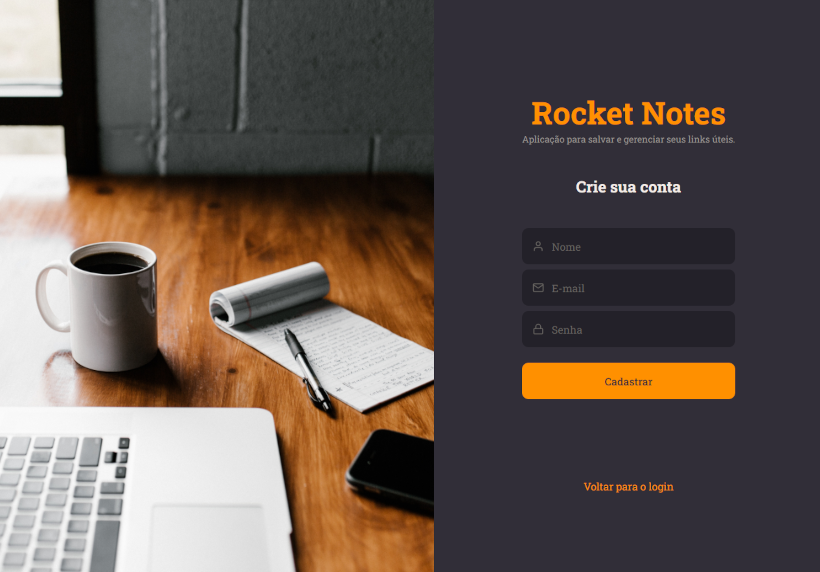 Rocket Notes
Aplicação para salvar e gerenciar seus links úteis.
Crie sua conta
Nome
E-mail
Senha
Cadastrar
Voltar para o login